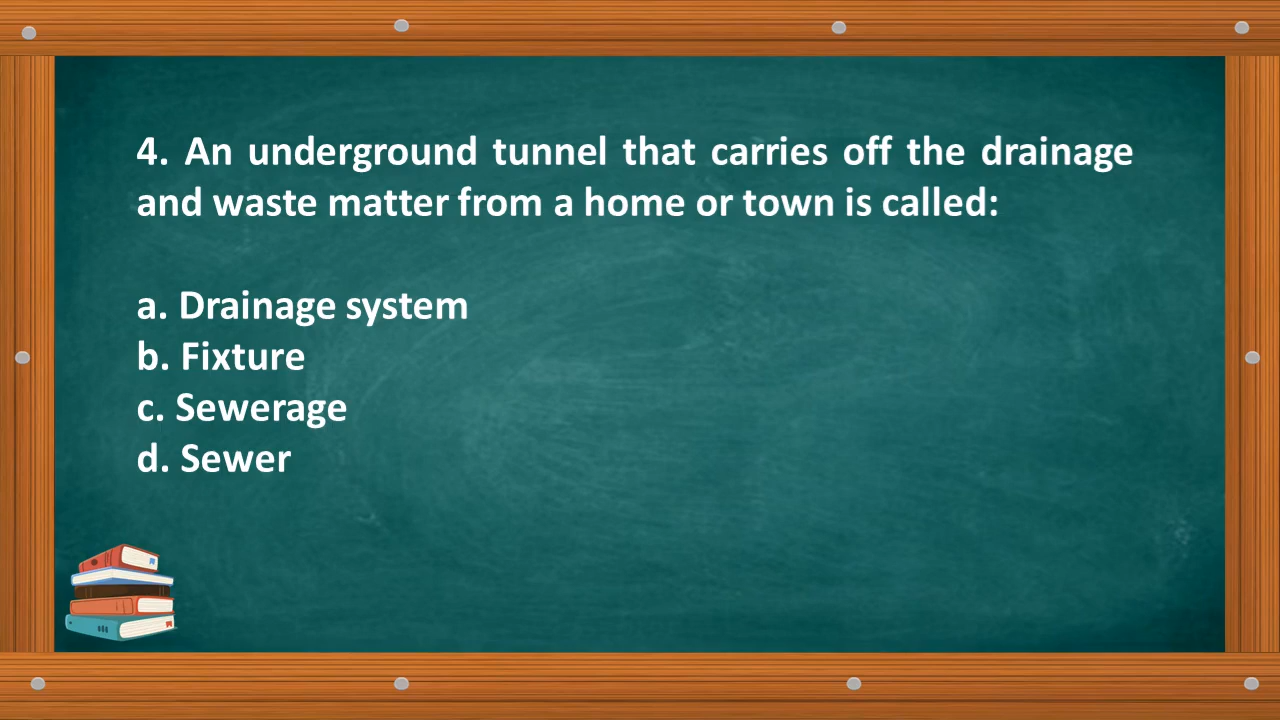 4. An underground tunnel that carries off the drainage
and waste matter from a home or town is called:
a. Drainage system
b. Fixture
c. Sewerage
d. Sewer